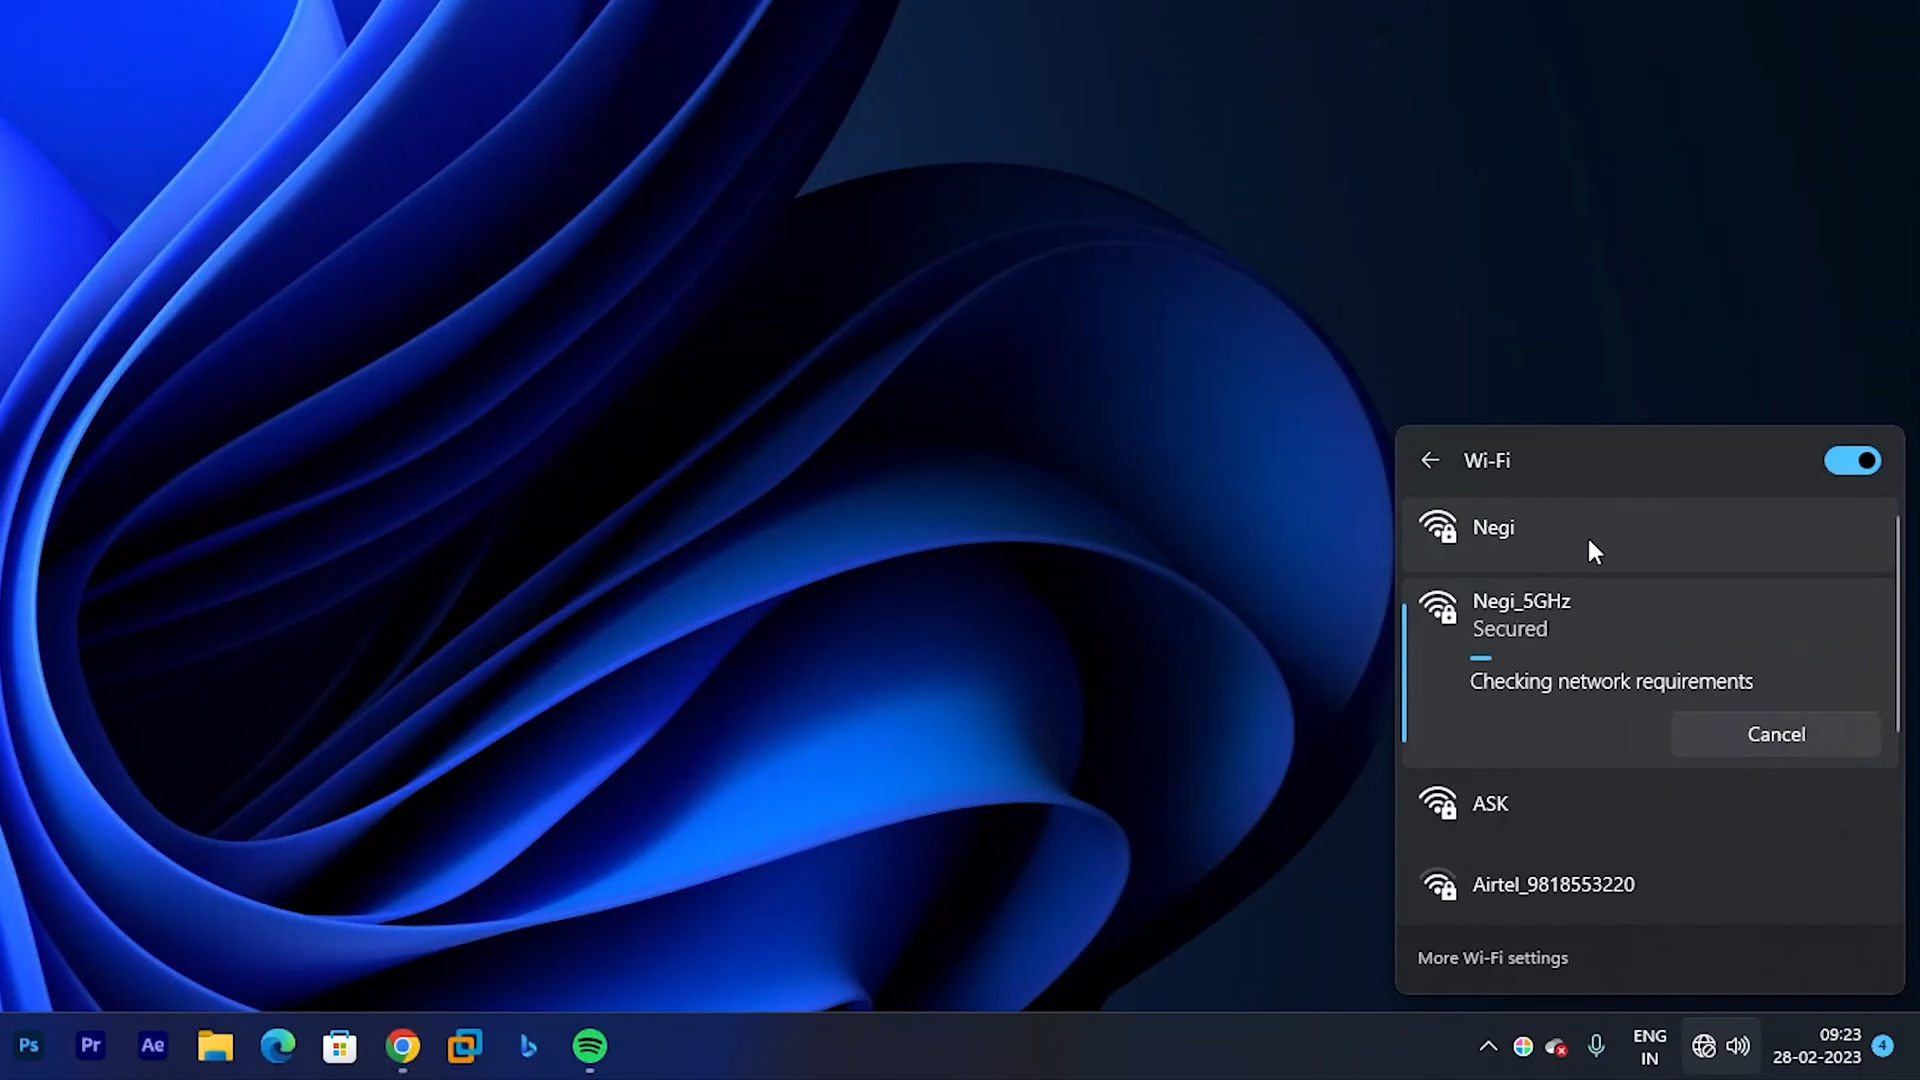 Wi-Fi
Negi
Negi_5GHz
Secured
Checking network requirements
Cancel
ASK
Airtel_9818553220
More Wi-Fi settings
Ps
Pr
Ae
ENG
IN
09:23
28-02-2023
4